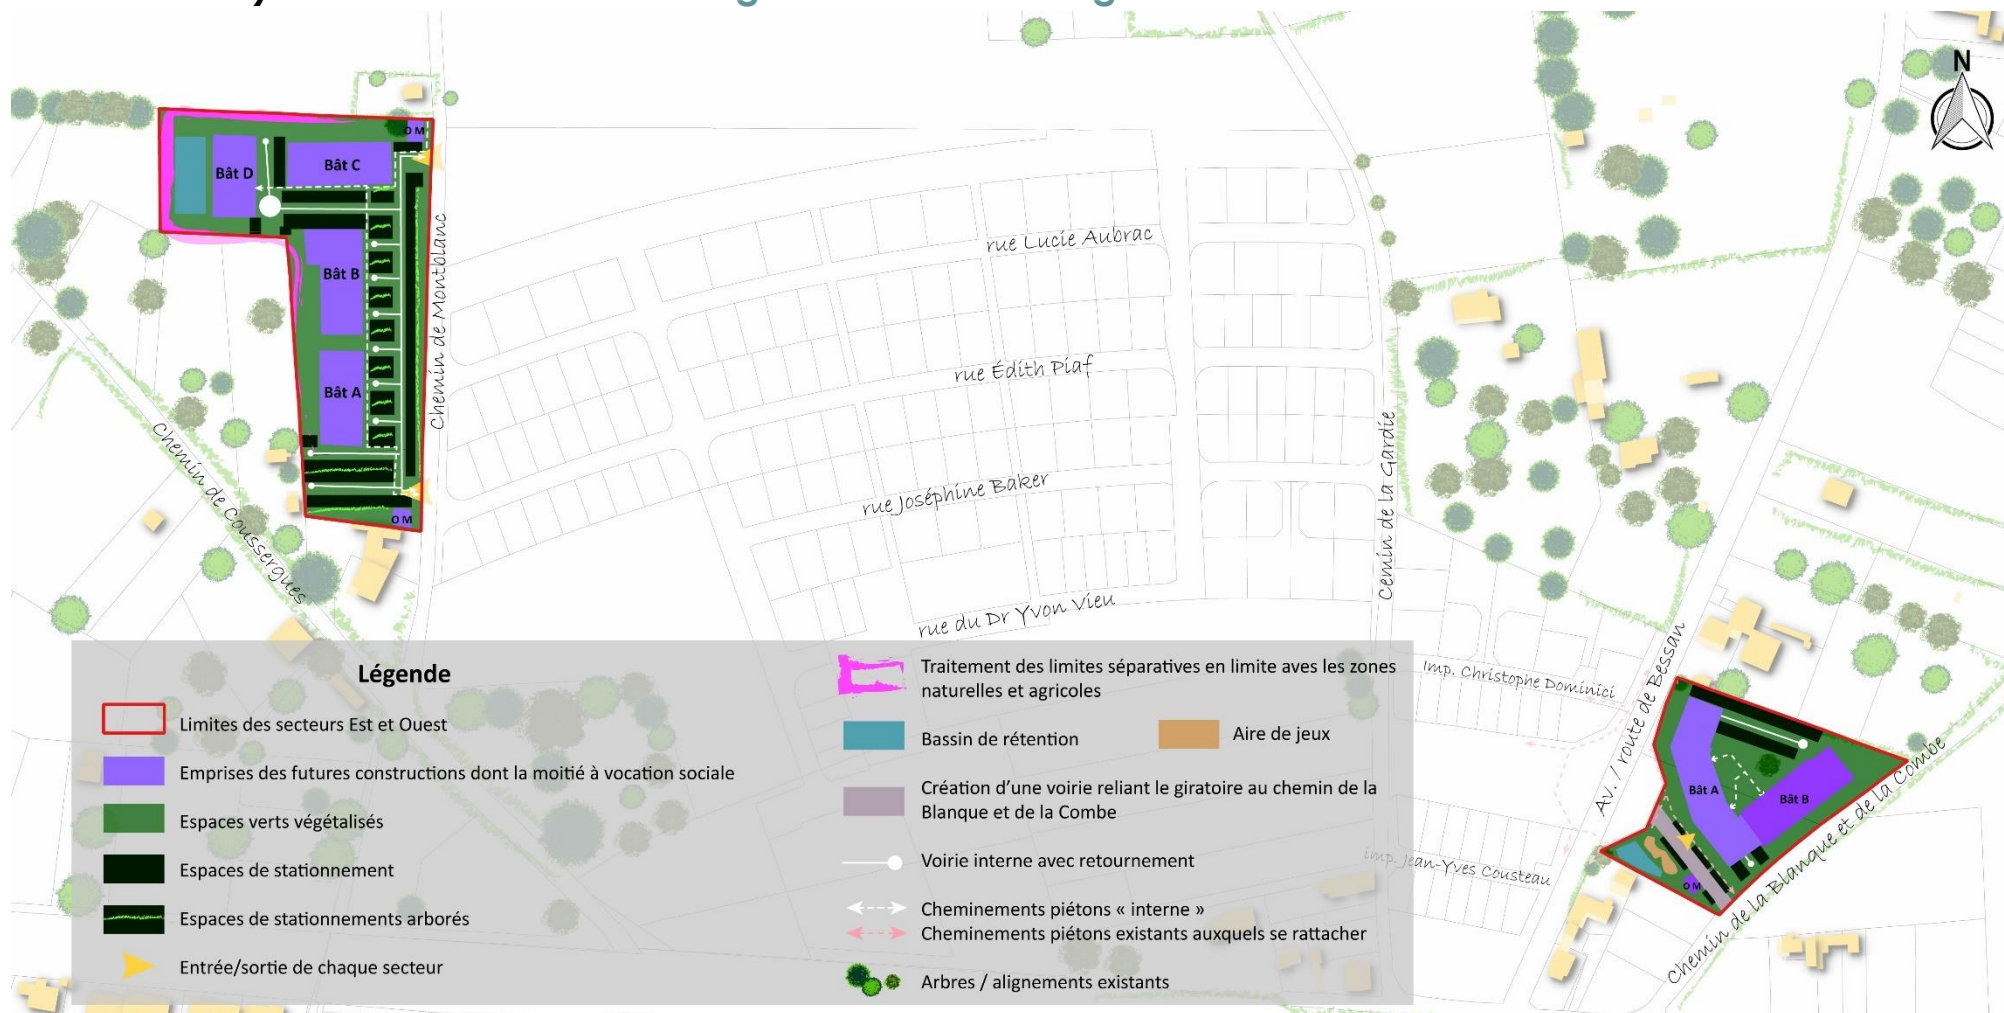 N
O M
Bât D
Bât C
Bât B
Bât A
O M
Chemin de Montblanc
Chemin de Coussergues
rue Lucie Aubrac
rue Édith Piaf
rue Joséphine Baker
rue du Dr Yvon Vieu
Cemin de la Gardie
Imp. Christophe Dominici
imp. Jean-Yves Cousteau
Av. / route de Bessan
Chemin de la Blanque et de la Combe
Bât A
Bât B
O M
Légende
Limites des secteurs Est et Ouest
Emprises des futures constructions dont la moitié à vocation sociale
Espaces verts végétalisés
Espaces de stationnement
Espaces de stationnements arborés
Entrée/sortie de chaque secteur
Traitement des limites séparatives en limite aves les zones
naturelles et agricoles
Bassin de rétention
Aire de jeux
Création d'une voirie reliant le giratoire au chemin de la
Blanque et de la Combe
Voirie interne avec retournement
Cheminements piétons « interne »
Cheminements piétons existants auxquels se rattacher
Arbres / alignements existants